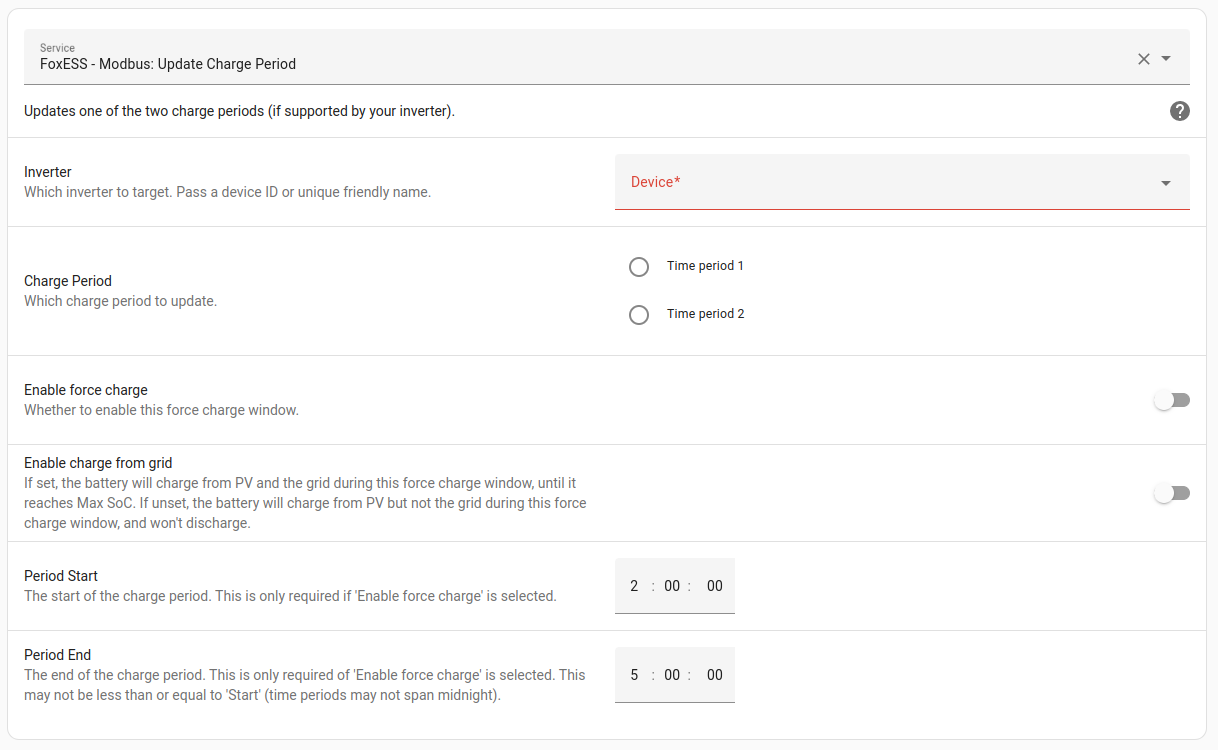 Service
FoxESS - Modbus: Update Charge Period
Updates one of the two charge periods (if supported by your inverter).
Inverter
Which inverter to target. Pass a device ID or unique friendly name.
Device*
Charge Period
Which charge period to update.
Time period 1
Time period 2
Enable force charge
Whether to enable this force charge window.
Enable charge from grid
If set, the battery will charge from PV and the grid during this force charge window, until it
reaches Max SoC. If unset, the battery will charge from PV but not the grid during this force
charge window, and won't discharge.
Period Start
The start of the charge period. This is only required if 'Enable force charge' is selected.
2 : 00 : 00
Period End
The end of the charge period. This is only required of 'Enable force charge' is selected. This
may not be less than or equal to 'Start' (time periods may not span midnight).
5 : 00 : 00